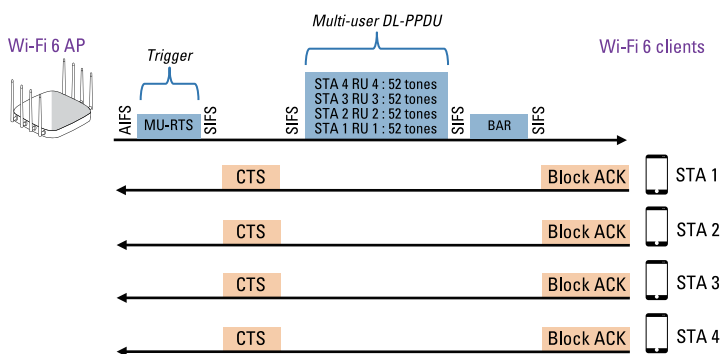 Multi-user DL-PPDU
Wi-Fi 6 AP
Trigger
Wi-Fi 6 clients
AIFS
MU-RTS
SIFS
SIFS
STA 4 RU 4 : 52 tones
STA 3 RU 3 : 52 tones
STA 2 RU 2 : 52 tones
STA 1 RU 1 : 52 tones
SIFS
BAR
SIFS
CTS
Block ACK
STA 1
CTS
Block ACK
STA 2
CTS
Block ACK
STA 3
CTS
Block ACK
STA 4